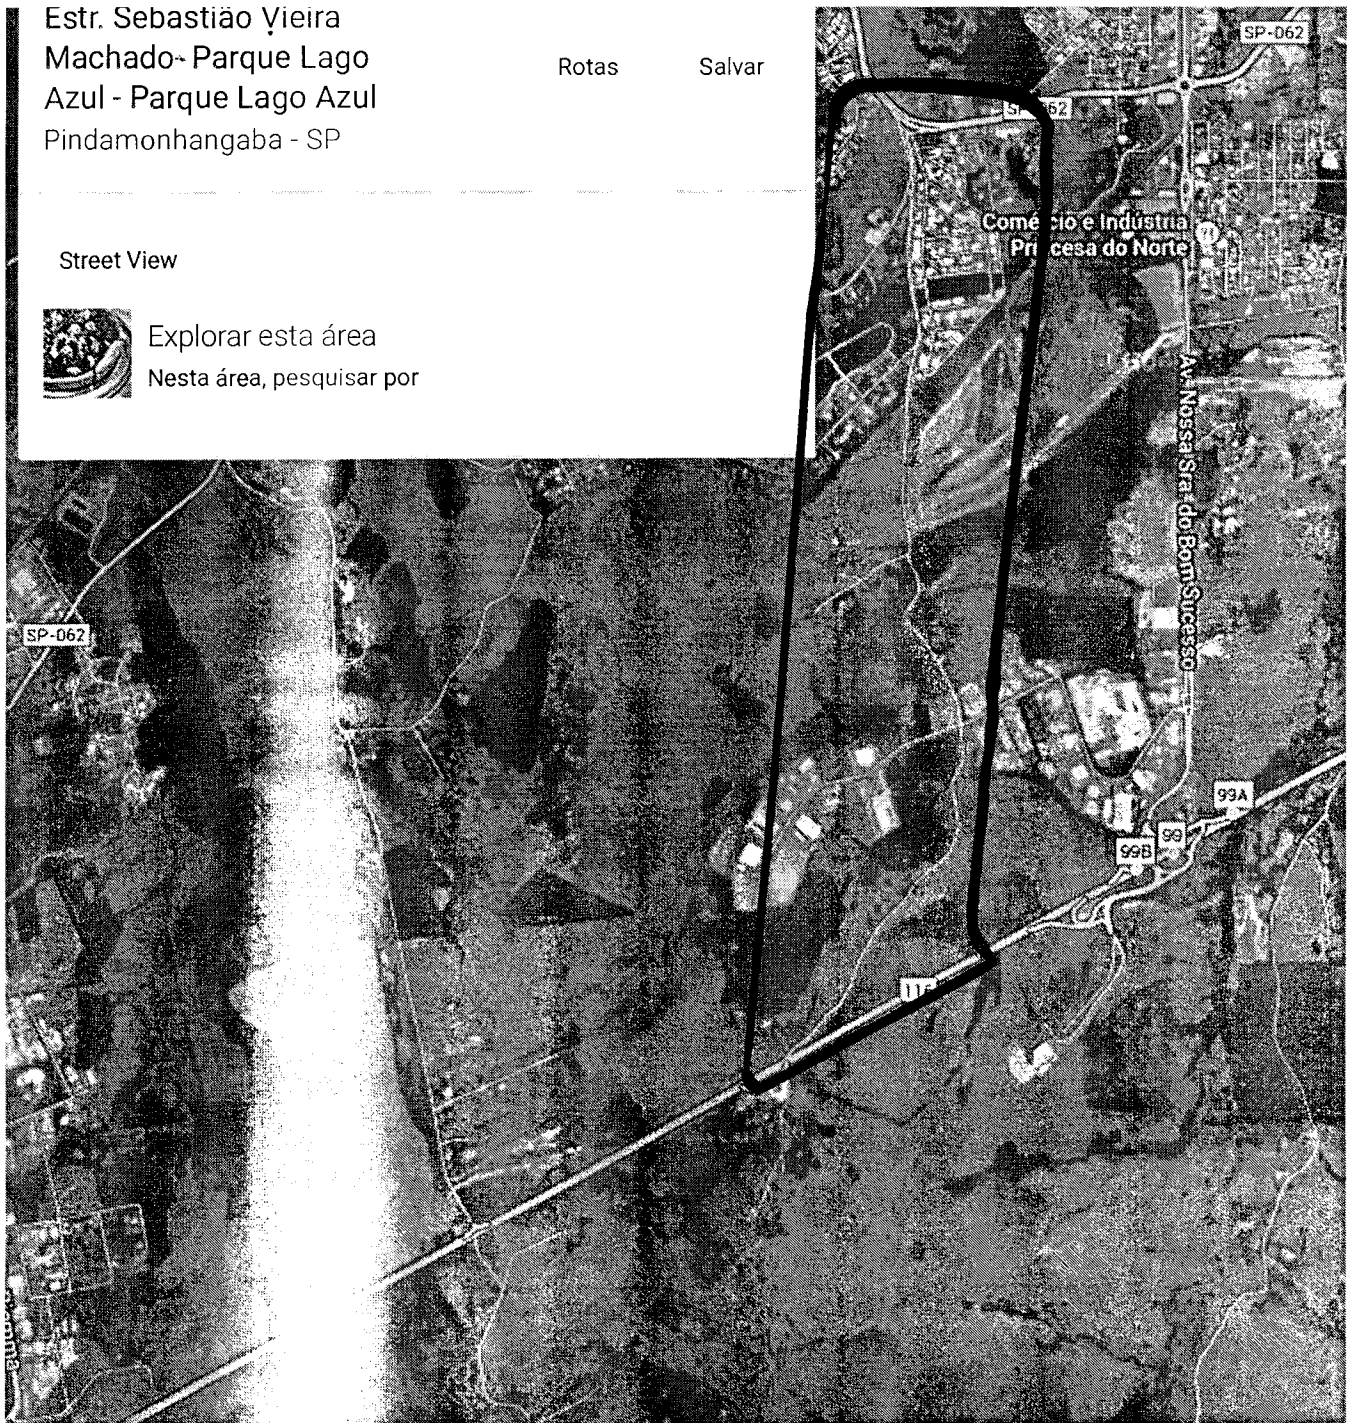 Estr. Sebastião Vieira
Machado - Parque Lago
Azul - Parque Lago Azul
Pindamonhangaba - SP
Rotas
Salvar
Street View
Explorar esta área
Nesta área, pesquisar por
SP-062
Comércio e Indústria
Princesa do Norte
Av. Nossa Sra. do Bom Sucesso
SP-062
99A
99
99B